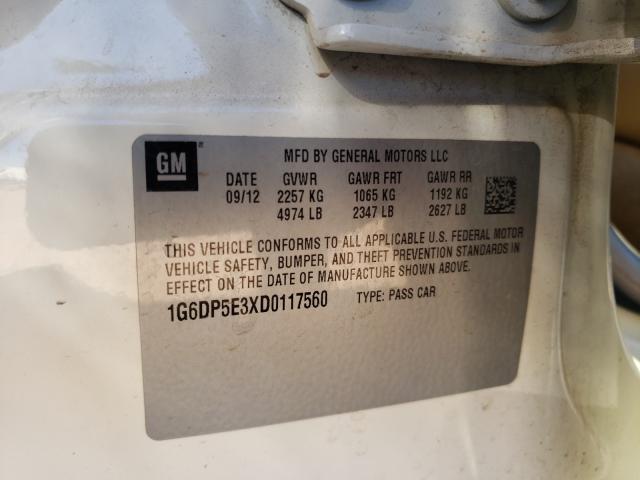 GM
MFD BY GENERAL MOTORS LLC
DATE GVWR GAWR FRT GAWR RR
09/12 2257 KG 1065 KG 1192 KG
4974 LB 2347 LB 2627 LB
THIS VEHICLE CONFORMS TO ALL APPLICABLE U.S. FEDERAL MOTOR
VEHICLE SAFETY, BUMPER, AND THEFT PREVENTION STANDARDS IN
EFFECT ON THE DATE OF MANUFACTURE SHOWN ABOVE.
1G6DP5E3XD0117560 TYPE: PASS CAR